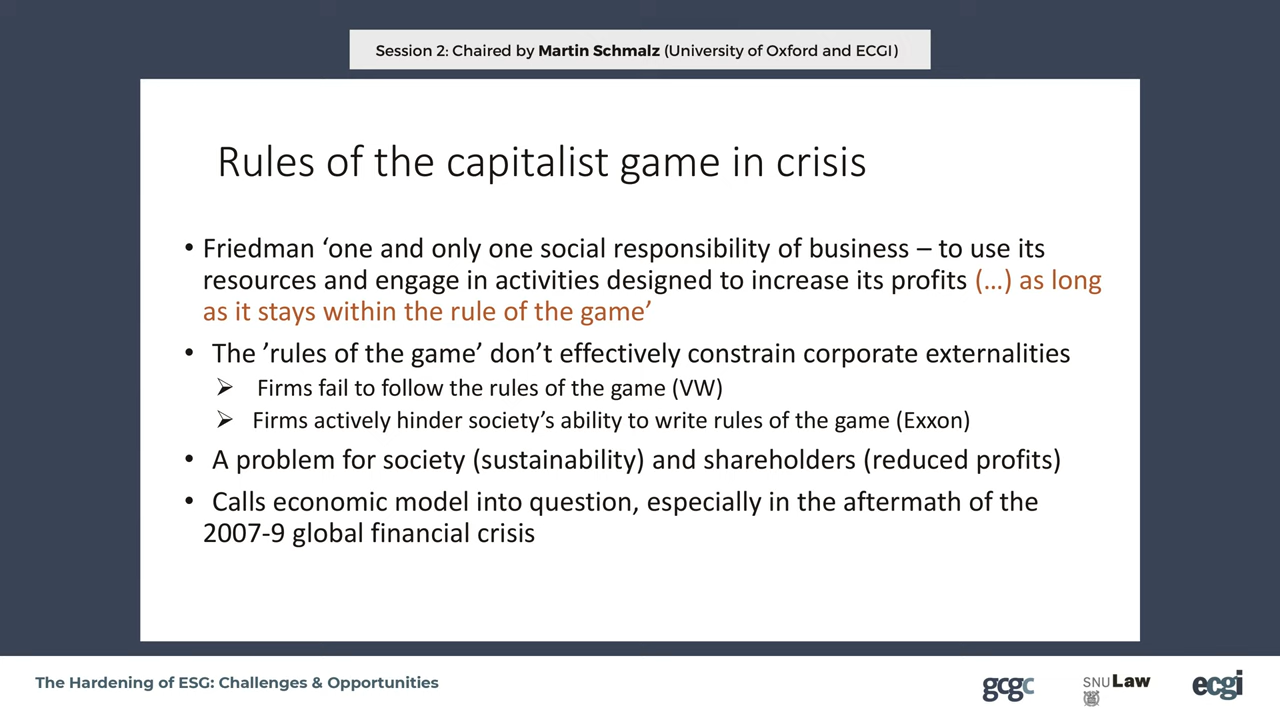 Session 2: Chaired by Martin Schmalz (University of Oxford and ECGI)
Rules of the capitalist game in crisis
• Friedman ‘one and only one social responsibility of business – to use its
resources and engage in activities designed to increase its profits (…) as long
as it stays within the rule of the game’
• The ’rules of the game’ don’t effectively constrain corporate externalities
➢ Firms fail to follow the rules of the game (VW)
➢ Firms actively hinder society’s ability to write rules of the game (Exxon)
• A problem for society (sustainability) and shareholders (reduced profits)
• Calls economic model into question, especially in the aftermath of the
2007-9 global financial crisis
The Hardening of ESG: Challenges & Opportunities
gcgc
SNU Law
ecgi